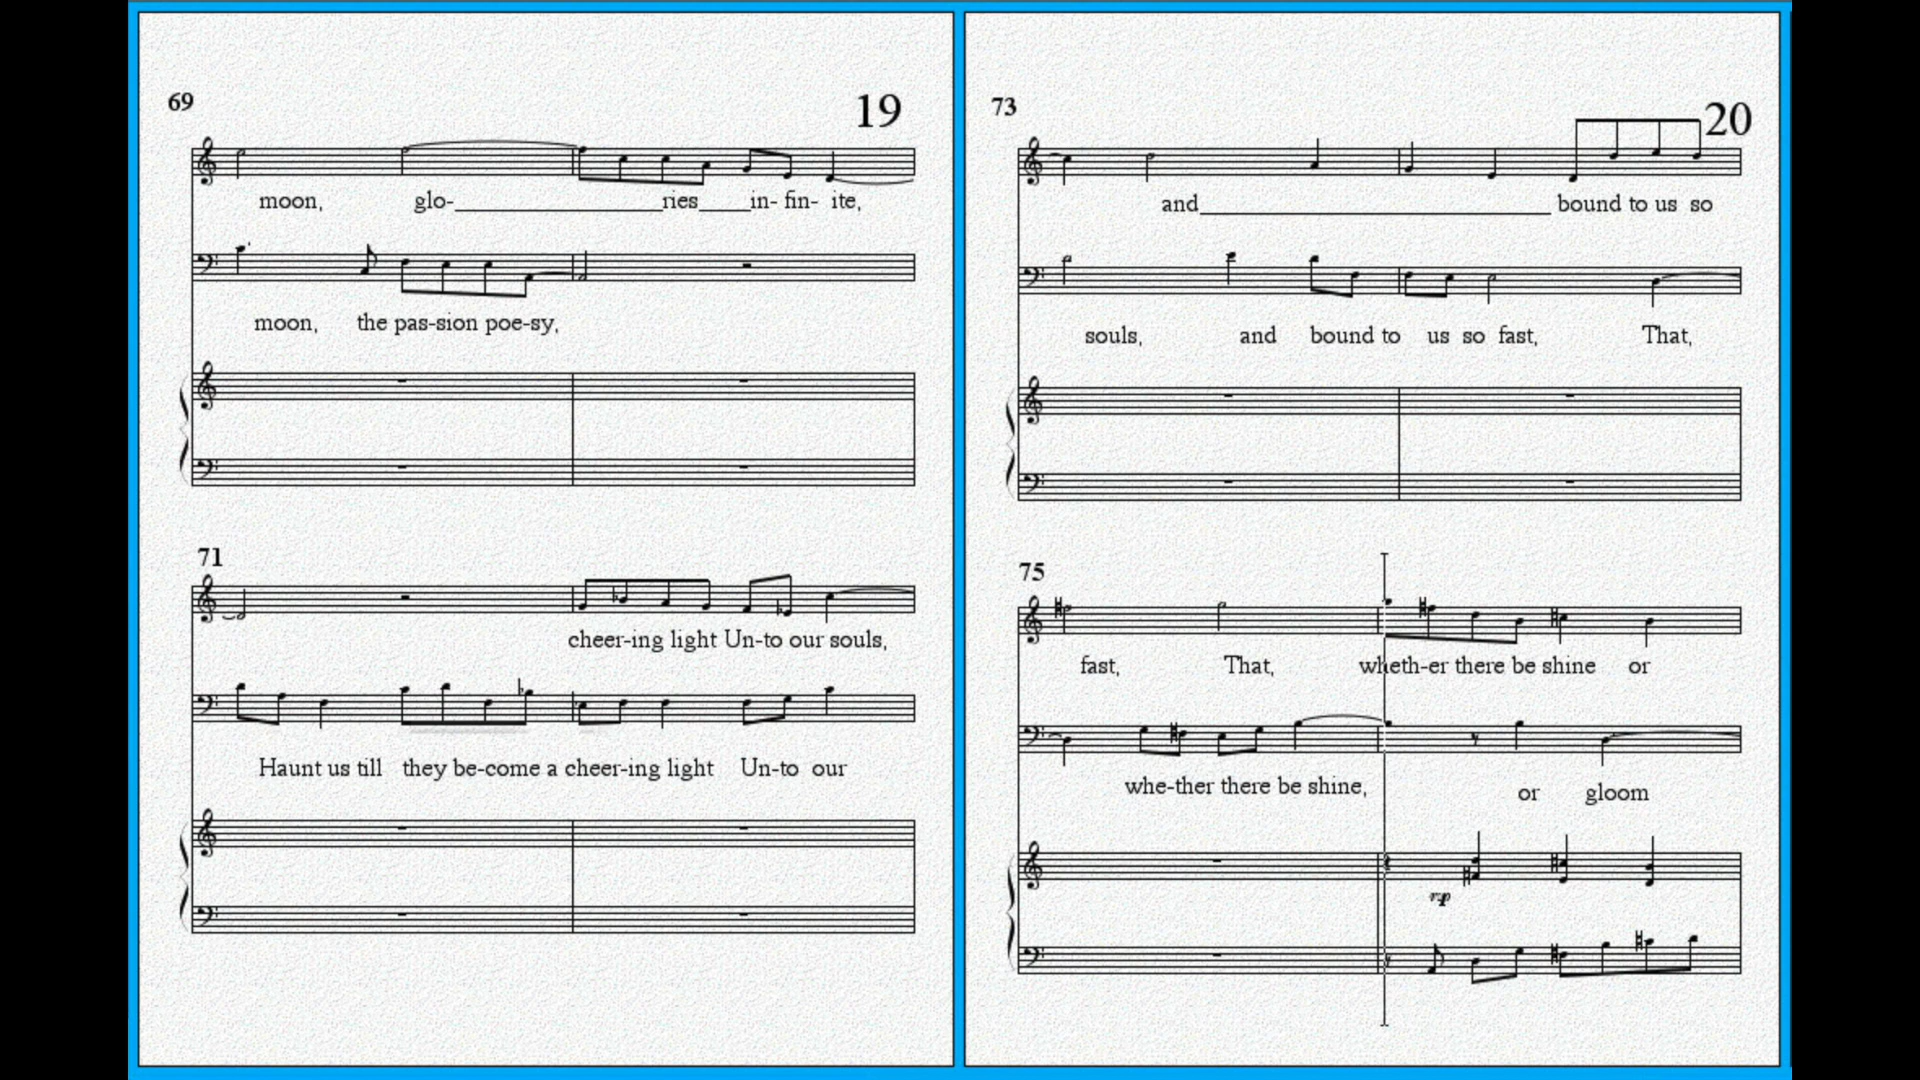 69
19
moon, glo-ries in- fin- ite,
moon, the pas-sion poe-sy,
71
cheer-ing light Un-to our souls,
Haunt us till they be-come a cheer-ing light Un-to our
73
20
and bound to us so
souls, and bound to us so fast, That,
75
fast, That, wheth-er there be shine or
whe-ther there be shine, or gloom
mp